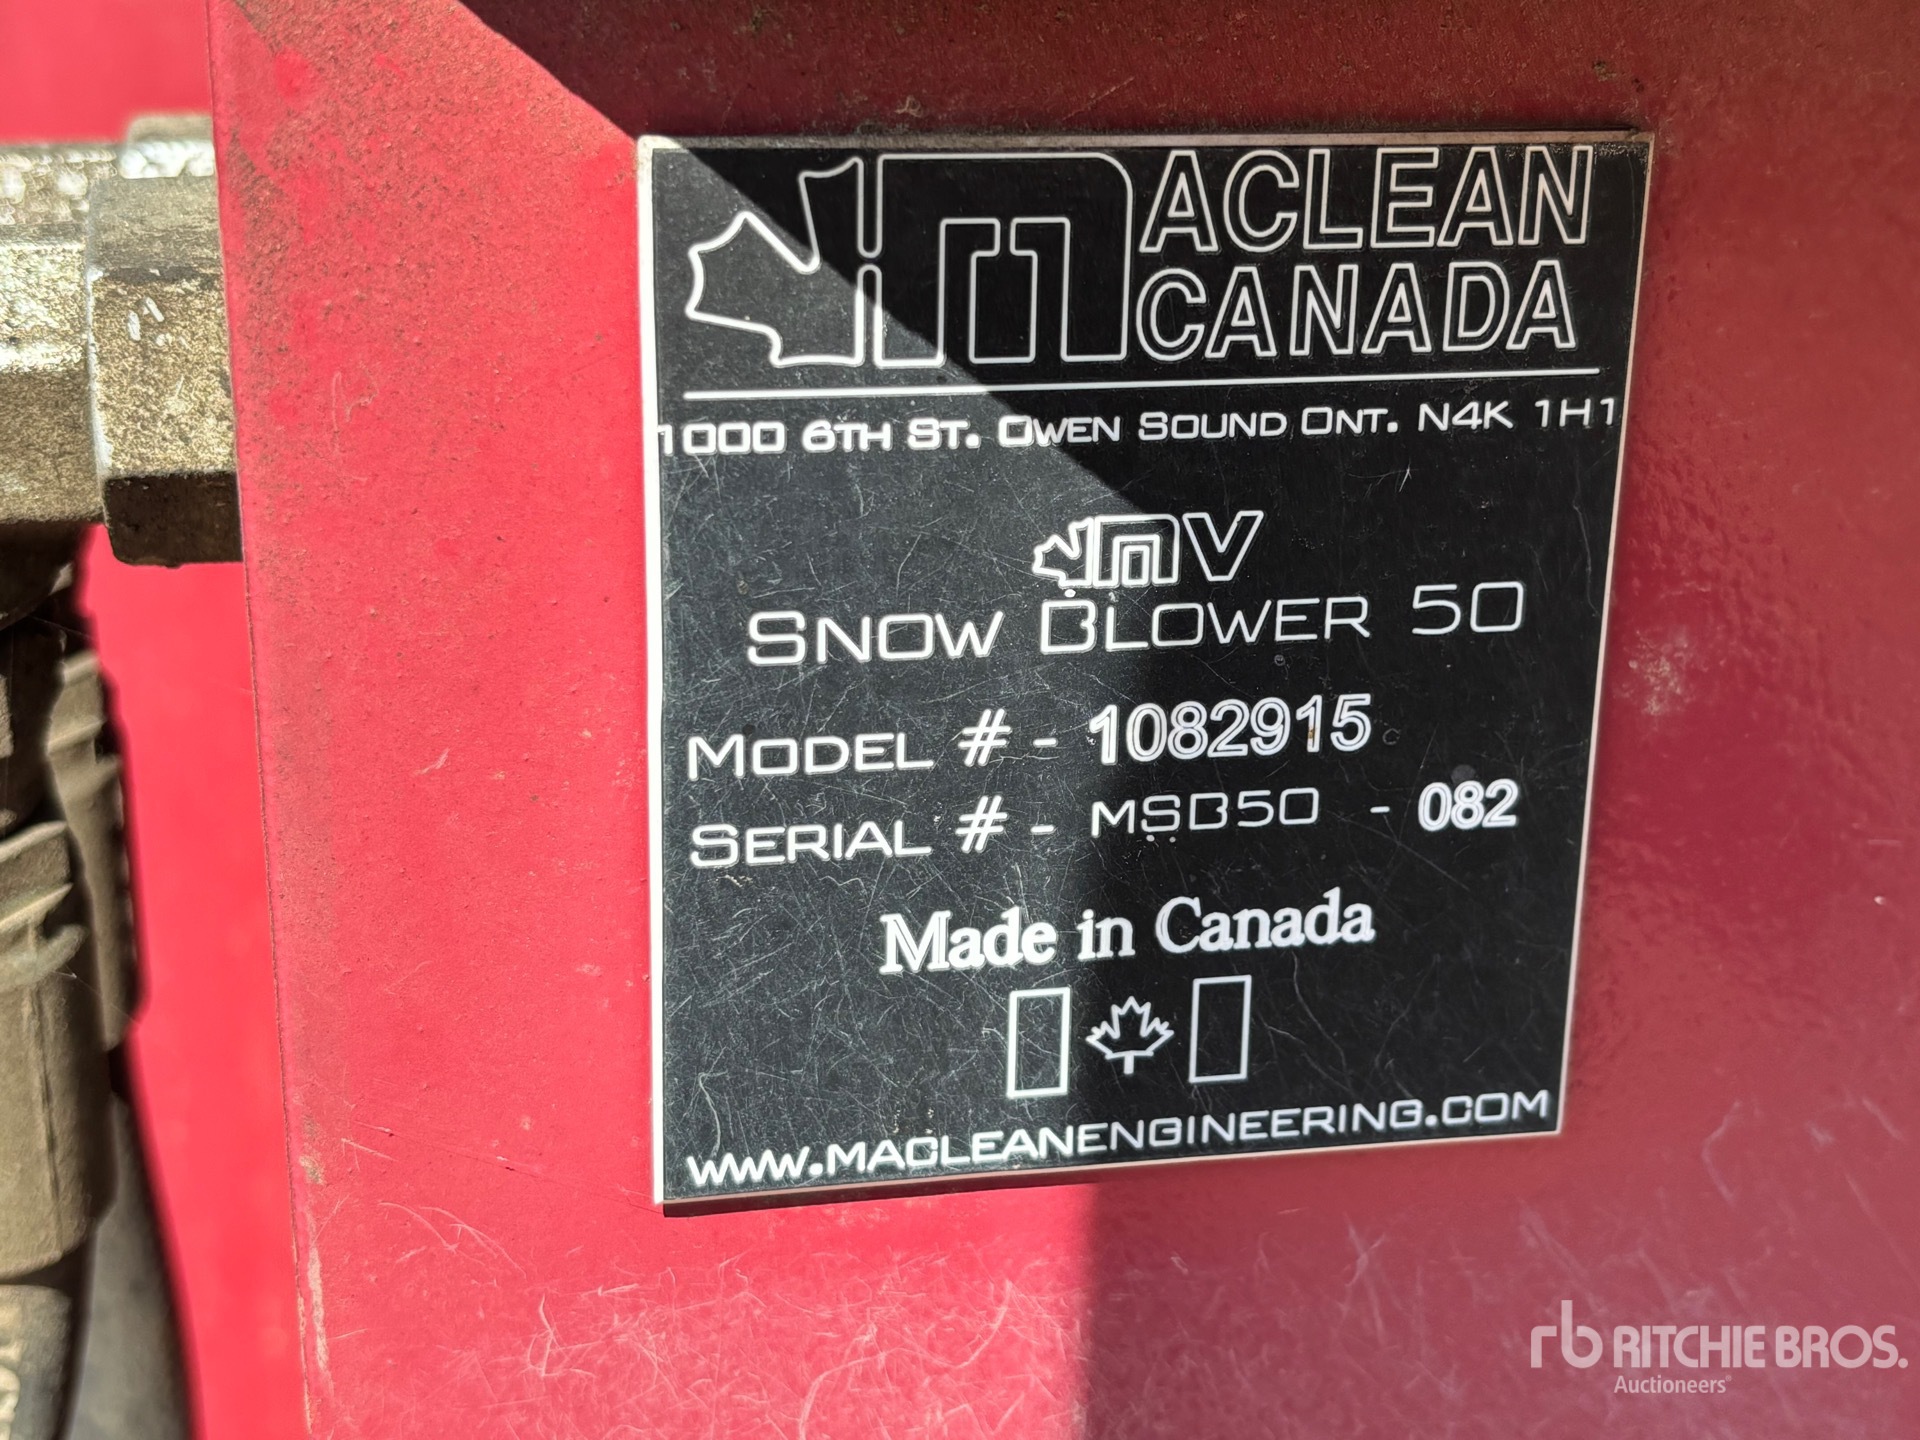 MACLEAN
CANADA
1000 6TH ST. OWEN SOUND ONT. N4K 1H1
MV
SNOW BLOWER 50
MODEL # - 1082915
SERIAL # - MSB50 - 082
Made in Canada
WWW.MACLEANENGINEERING.COM
rb RITCHIE BROS.
Auctioneers